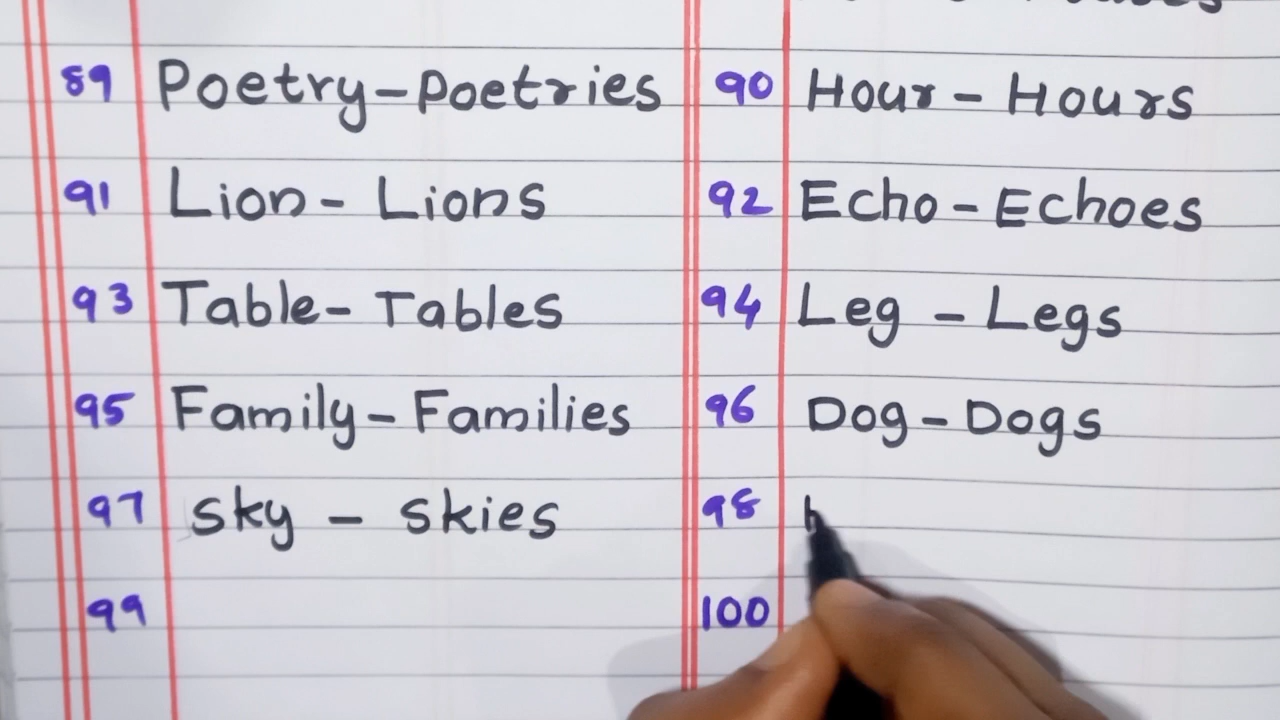 89 Poetry - Poetries 90 Hour - Hours
91 Lion - Lions 92 Echo - Echoes
93 Table - Tables 94 Leg - Legs
95 Family - Families 96 Dog - Dogs
97 Sky - Skies 98
99 100